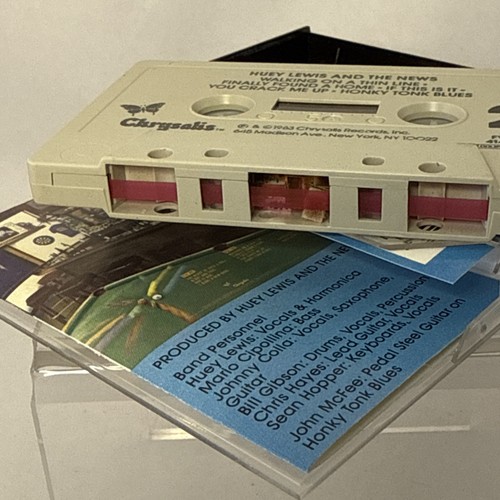 HUEY LEWIS AND THE NEWS
WALKING ON A THIN LINE •
FINALLY FOUND A HOME • IF THIS IS IT •
YOU CRACK ME UP • HONKY TONK BLUES
Chrysalis™
℗ & ©1983 Chrysalis Records, Inc.
645 Madison Ave. New York, NY 10022
2
PRODUCED BY HUEY LEWIS AND THE NE
Band Personnel
Huey Lewis: Vocals & Harmonica
Mario Cipollina: Bass
Johnny Colla: Vocals, Saxophone,
Guitar
Bill Gibson: Drums, Vocals, Percussion
Chris Hayes: Lead Guitar, Vocals
Sean Hopper: Keyboards, Vocals
John McFee: Pedal Steel Guitar on
Honky Tonk Blues